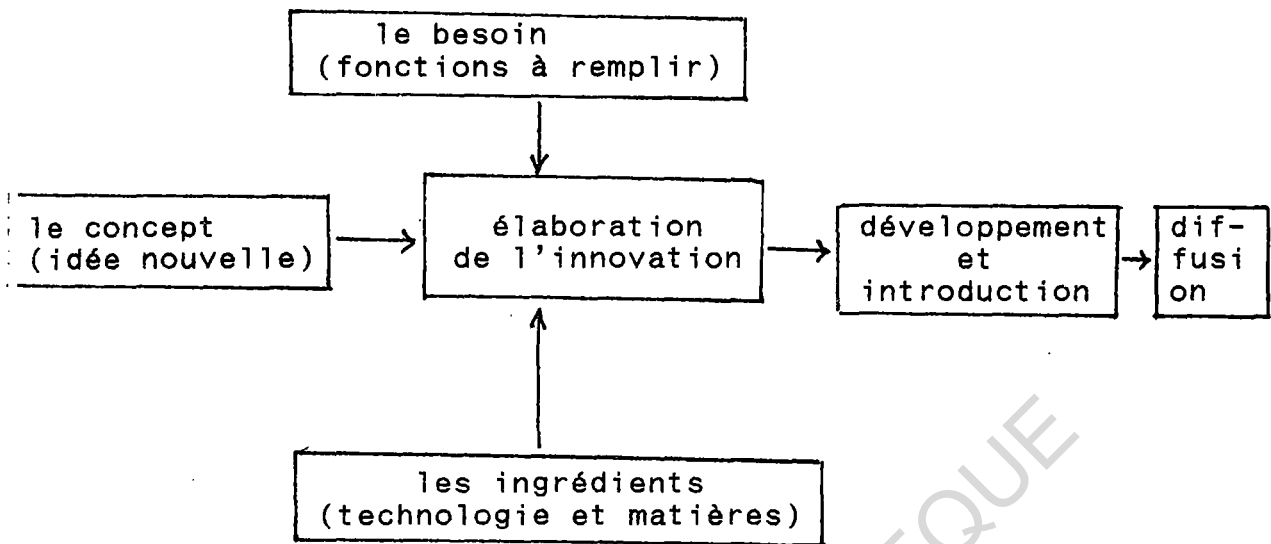 le besoin
(fonctions à remplir)
le concept
(idée nouvelle)
élaboration
de l'innovation
développement
et
introduction
dif-
fusi
on
les ingrédients
(technologie et matières)